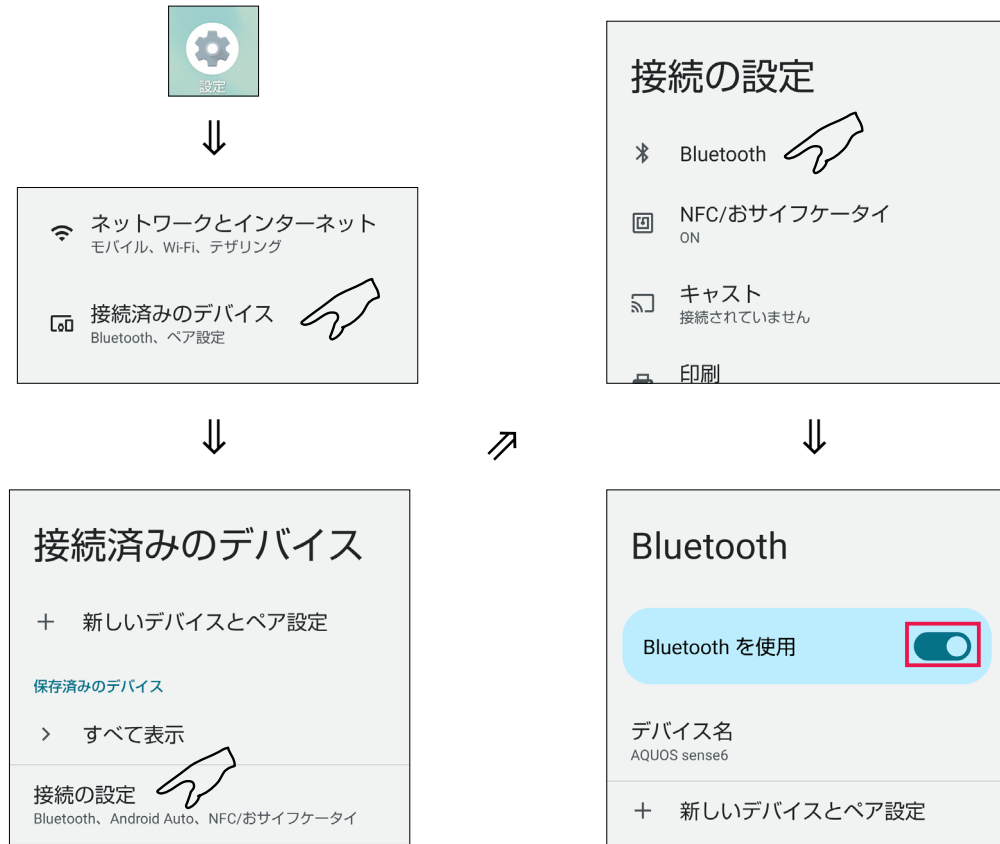 設定
⇓
ネットワークとインターネット
モバイル、Wi-Fi、テザリング
接続済みのデバイス
Bluetooth、ペア設定
⇓
接続済みのデバイス
+ 新しいデバイスとペア設定
保存済みのデバイス
> すべて表示
接続の設定
Bluetooth、Android Auto、NFC/おサイフケータイ
⇗
接続の設定
Bluetooth
NFC/おサイフケータイ
ON
キャスト
接続されていません
印刷
⇓
Bluetooth
Bluetooth を使用
デバイス名
AQUOS sense6
+ 新しいデバイスとペア設定